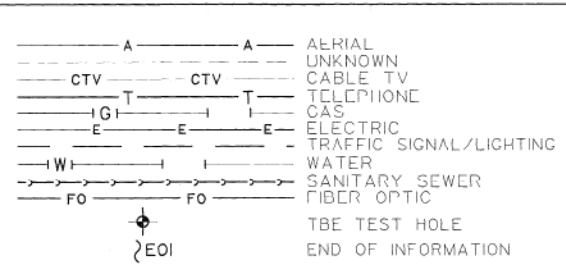 A A AERIAL
UNKNOWN
CTV CTV CABLE TV
T T TELEPHONE
G GAS
E E E ELECTRIC
TRAFFIC SIGNAL/LIGHTING
W WATER
SANITARY SEWER
FO FO FIBER OPTIC
TBE TEST HOLE
EOI END OF INFORMATION